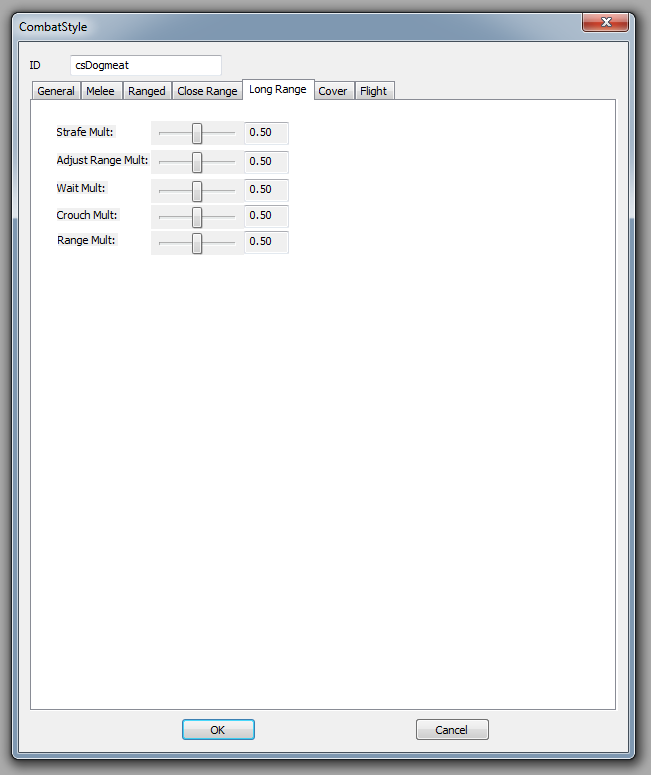 CombatStyle
ID csDogmeat
General Melee Ranged Close Range Long Range Cover Flight
Strafe Mult: 0.50
Adjust Range Mult: 0.50
Wait Mult: 0.50
Crouch Mult: 0.50
Range Mult: 0.50
OK Cancel